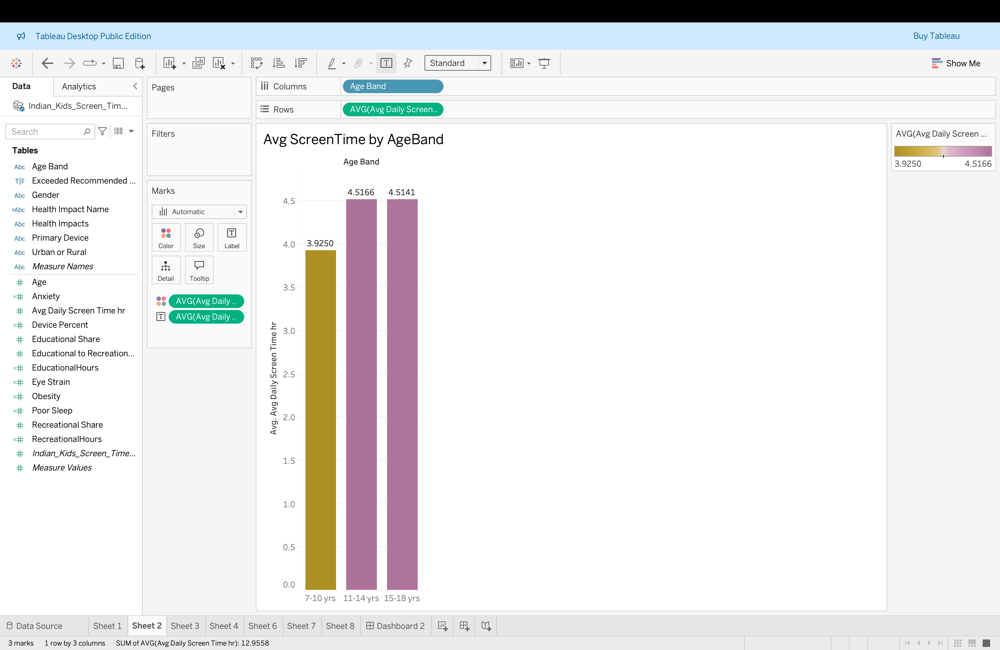 Tableau Desktop Public Edition
Buy Tableau
Standard
Show Me
Data
Analytics
Indian_Kids_Screen_Tim...
Search
Tables
Abc Age Band
T|F Exceeded Recommended ...
Abc Gender
=Abc Health Impact Name
Abc Health Impacts
Abc Primary Device
Abc Urban or Rural
Abc Measure Names
# Age
=# Anxiety
# Avg Daily Screen Time hr
=# Device Percent
# Educational Share
# Educational to Recreation...
=# EducationalHours
=# Eye Strain
=# Obesity
=# Poor Sleep
# Recreational Share
=# RecreationalHours
# Indian_Kids_Screen_Time...
# Measure Values
Pages
Filters
Marks
Automatic
Color
Size
T
Label
Detail
Tooltip
AVG(Avg Daily ..
T AVG(Avg Daily ..
Columns
Age Band
Rows
AVG(Avg Daily Screen..
Avg ScreenTime by AgeBand
Age Band
Avg. Avg Daily Screen Time hr
4.5
4.0
3.5
3.0
2.5
2.0
1.5
1.0
0.5
0.0
3.9250
4.5166
4.5141
7-10 yrs
11-14 yrs
15-18 yrs
AVG(Avg Daily Screen ...
3.9250
4.5166
Data Source
Sheet 1
Sheet 2
Sheet 3
Sheet 4
Sheet 6
Sheet 7
Sheet 8
Dashboard 2
3 marks
1 row by 3 columns
SUM of AVG(Avg Daily Screen Time hr): 12.9558